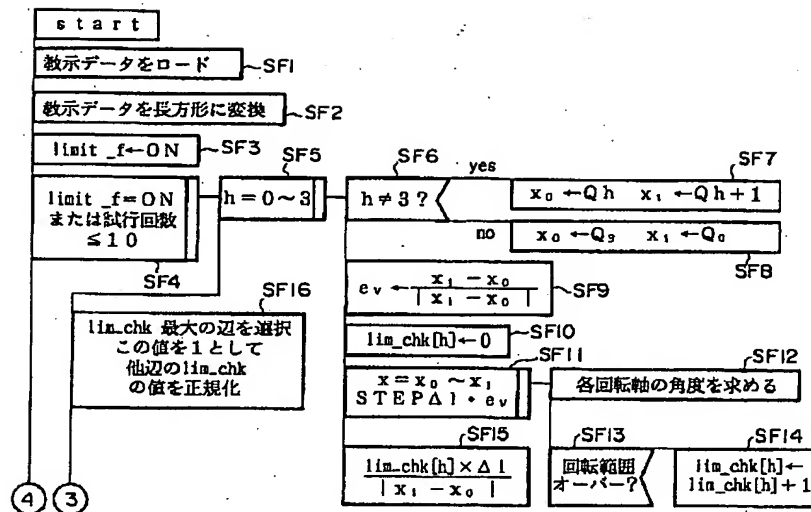 start
教示データをロード
SF1
教示データを長方形に変換
SF2
limit _f←ON
SF3
SF5
SF6
yes
SF7
limit _f=ON
または試行回数
≦10
SF4
h=0~3
h≠3?
x₀←Qh x₁←Qh+1
no
x₀←Q₃ x₁←Q₀
SF8
SF16
lim_chk 最大の辺を選択
この値を1として
他辺のlim_chk
の値を正規化
e v ← x₁−x₀
| x₁−x₀ |
SF9
lim_chk[h]←0
SF10
SF11
x=x₀~x₁
STEPΔl・e v
SF12
各回転軸の角度を求める
SF15
lim_chk[h]×Δl
| x₁−x₀ |
SF13
回転範囲
オーバー?
SF14
lim_chk[h]←
lim_chk[h]+1
4
3